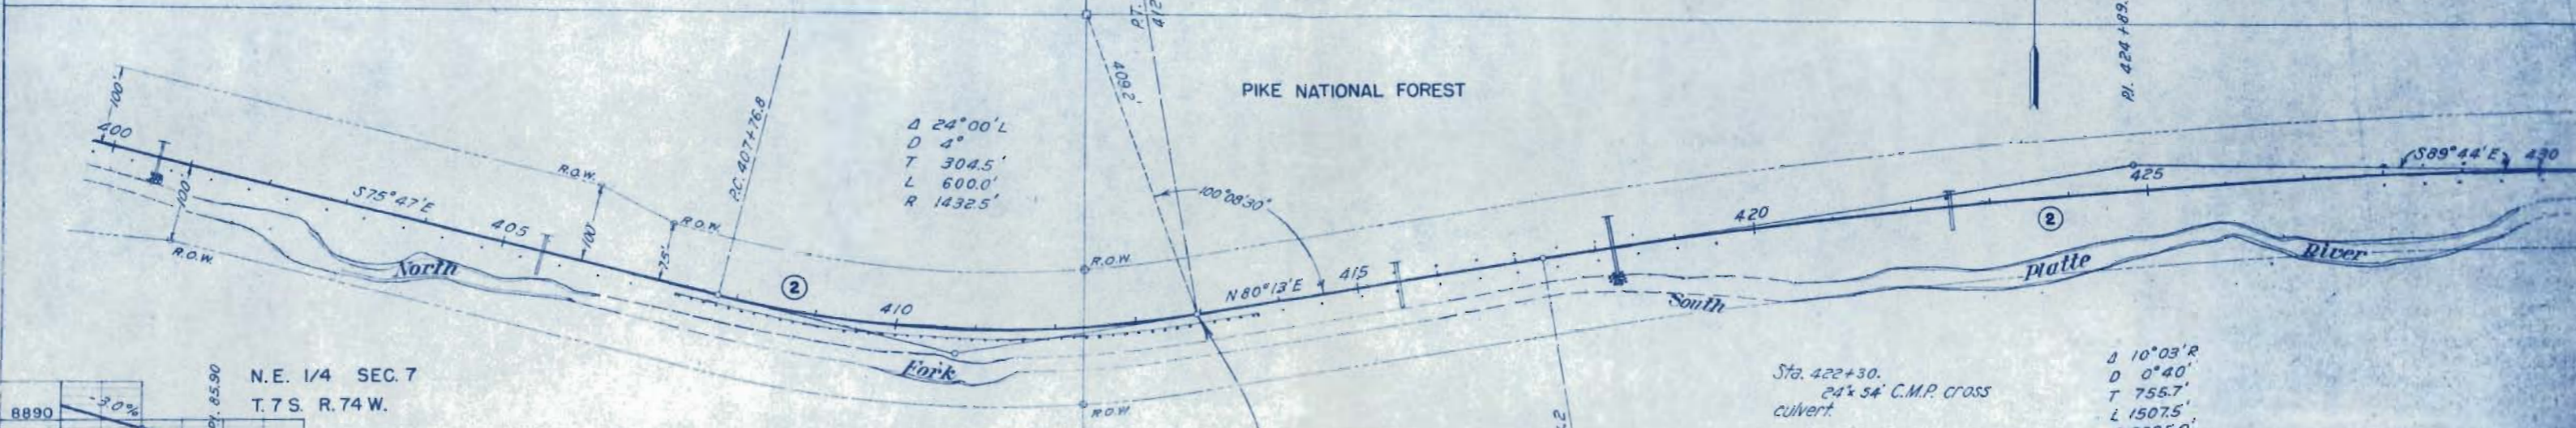 PIKE NATIONAL FOREST
100'
400
100'
R.O.W.
S75°47'E
405
North
R.O.W.
100'
75'
R.O.W.
P.C. 407+76.8
Δ 24°00'L
D 4°
T 304.5'
L 600.0'
R 1432.5'
2
410
Fork
409.2'
P.T.
R.O.W.
R.O.W.
100°08'30"
N80°13'E
415
South
420
Platte
2
425
P.I. 424+89.
S89°44'E
430
River
Sta. 422+30.
24"x 54' C.M.P. cross
culvert.
Δ 10°03'R
D 0°40'
T 755.7'
L 1507.5'
N.E. 1/4 SEC. 7
T. 7 S. R. 74 W.
8890
-3.0%
85.90